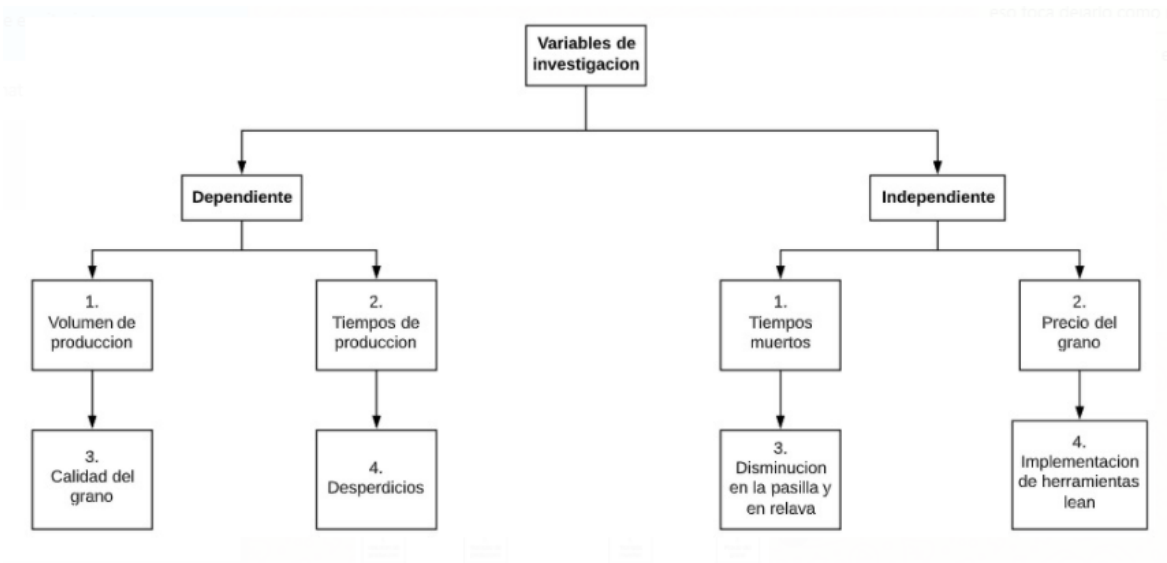 Variables de
investigacion
Dependiente
Independiente
1.
Volumen de
produccion
2.
Tiempos de
produccion
1.
Tiempos
muertos
2.
Precio del
grano
3.
Calidad del
grano
4.
Desperdicios
3.
Disminucion
en la pasilla y
en relava
4.
Implementacion
de herramientas
lean